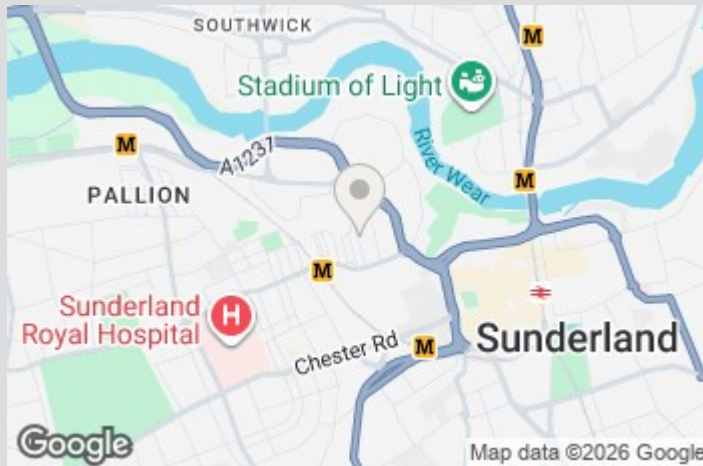 SOUTHWICK
M
Stadium of Light
M
A1231
River Wear
M
PALLION
M
Sunderland
Royal Hospital
H
Chester Rd
M
Sunderland
Google
Map data ©2026 Google